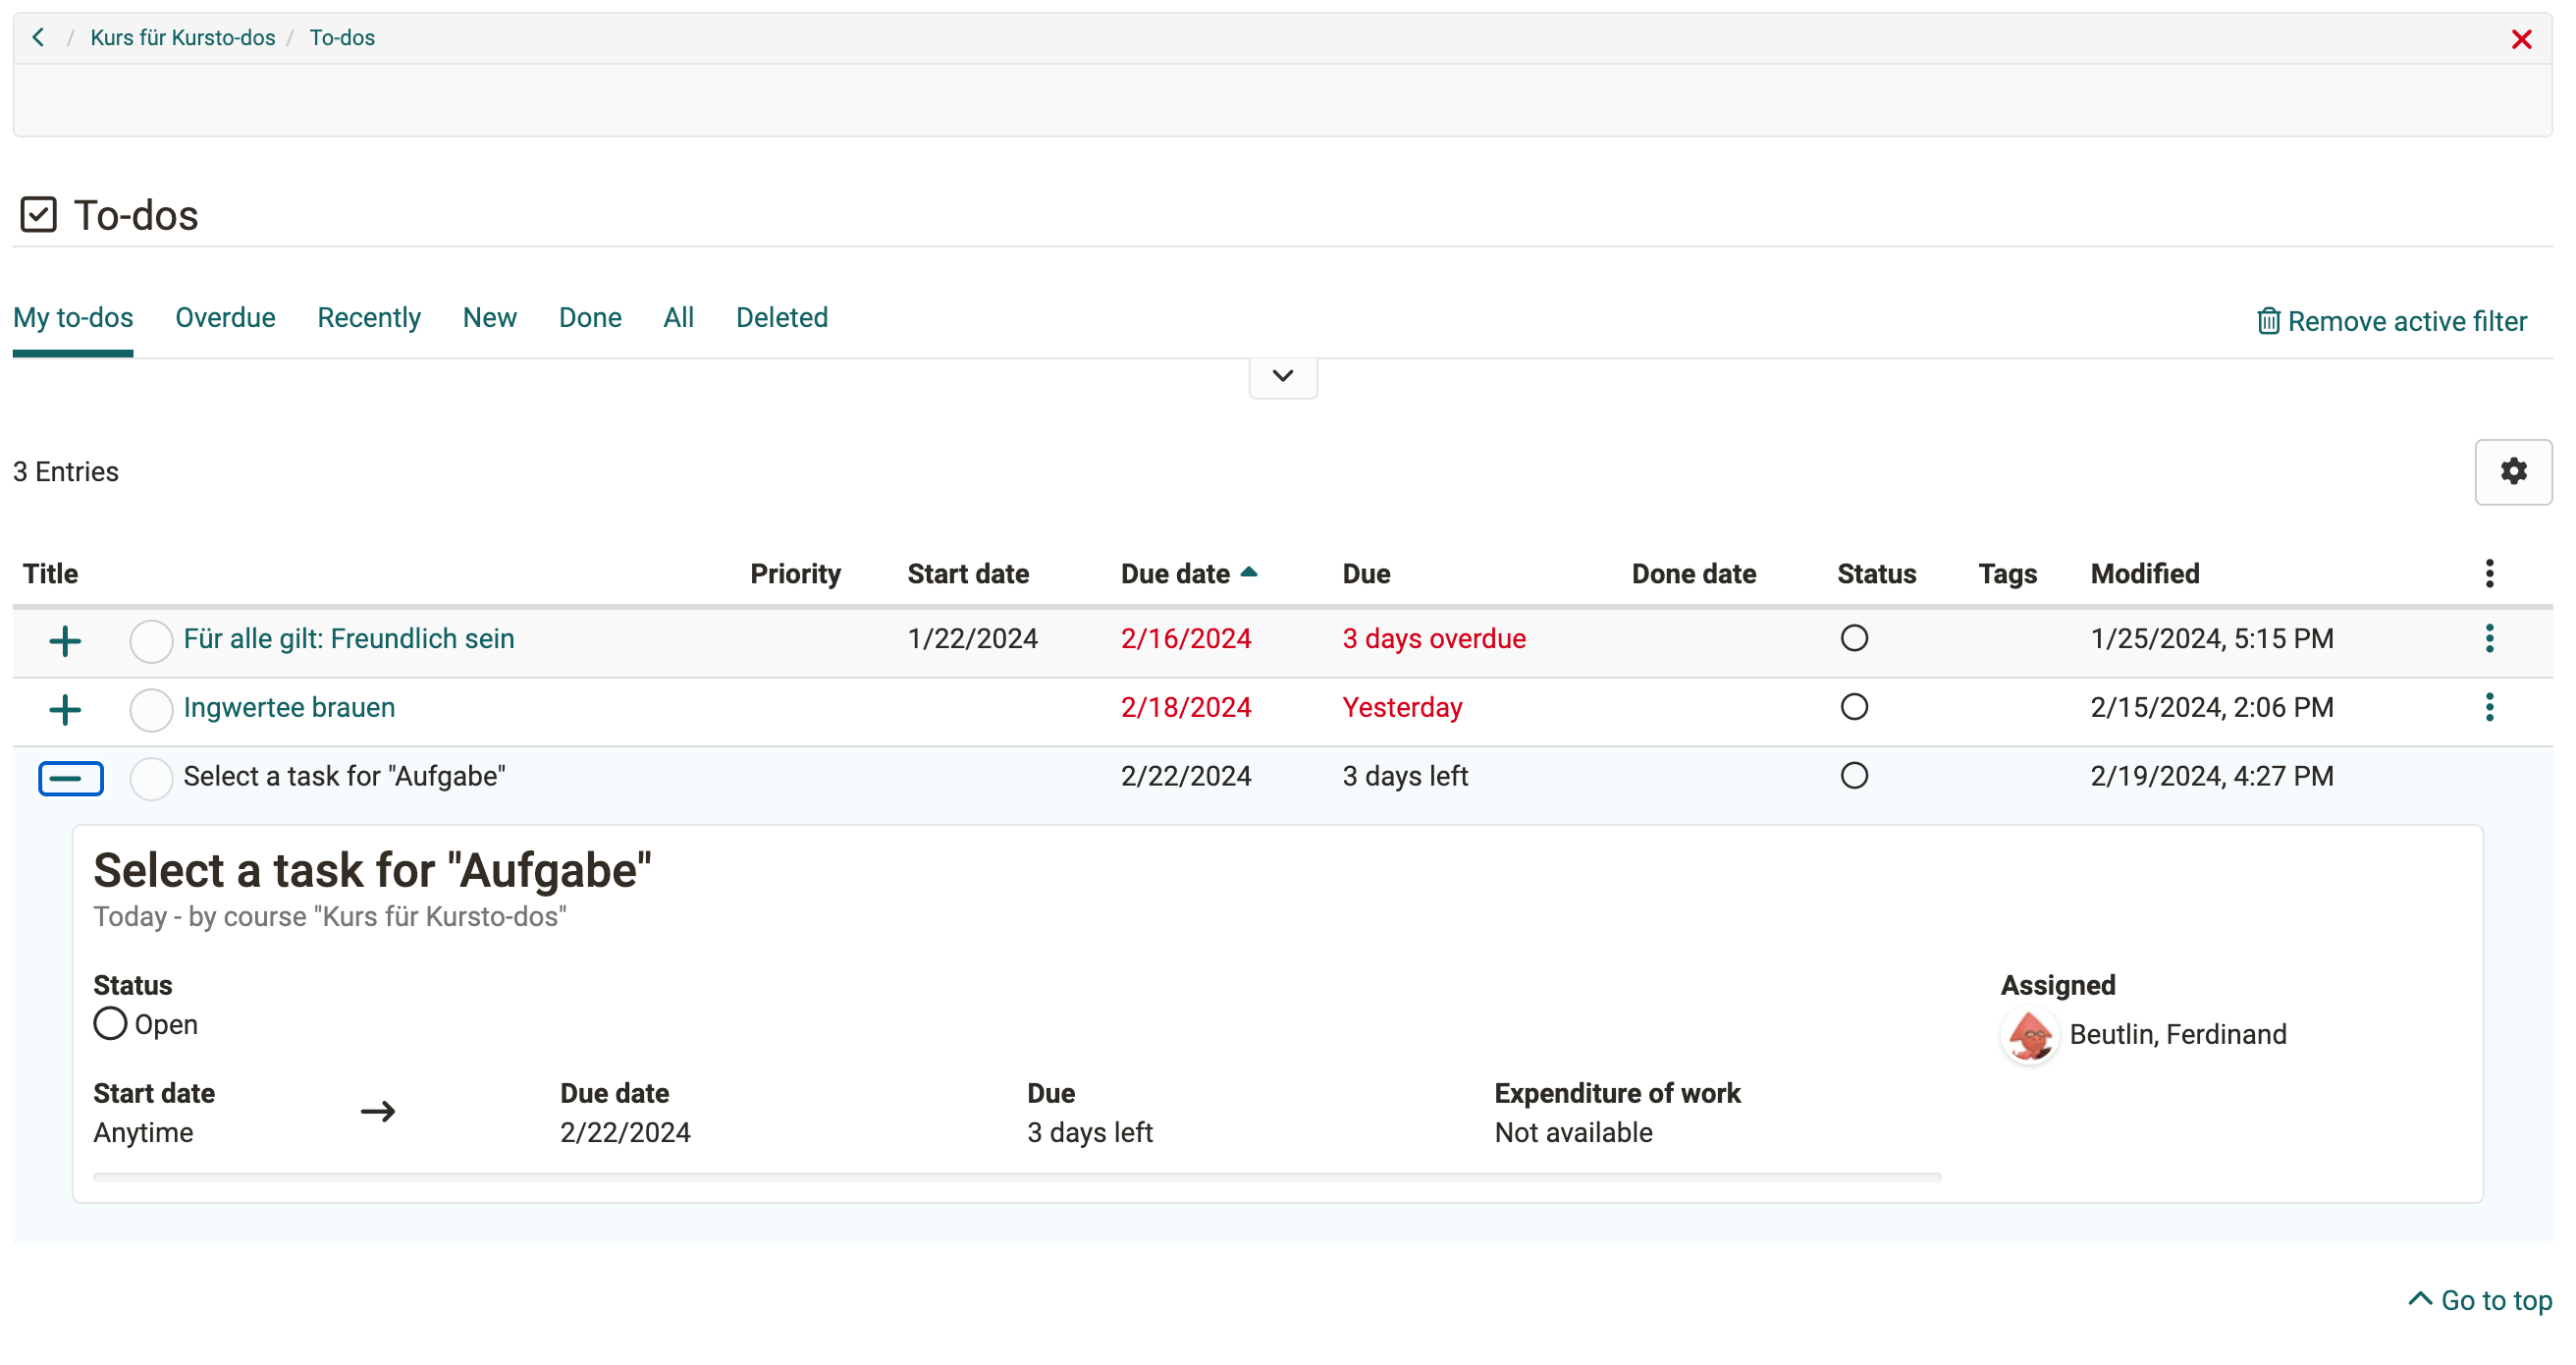 / Kurs für Kursto-dos / To-dos
To-dos
My to-dos Overdue Recently New Done All Deleted Remove active filter
3 Entries
Title Priority Start date Due date Due Done date Status Tags Modified
Für alle gilt: Freundlich sein 1/22/2024 2/16/2024 3 days overdue 1/25/2024, 5:15 PM
Ingwertee brauen 2/18/2024 Yesterday 2/15/2024, 2:06 PM
Select a task for "Aufgabe" 2/22/2024 3 days left 2/19/2024, 4:27 PM
Select a task for "Aufgabe"
Today - by course "Kurs für Kursto-dos"
Status Assigned
Open Beutlin, Ferdinand
Start date Due date Due Expenditure of work
Anytime 2/22/2024 3 days left Not available
Go to top